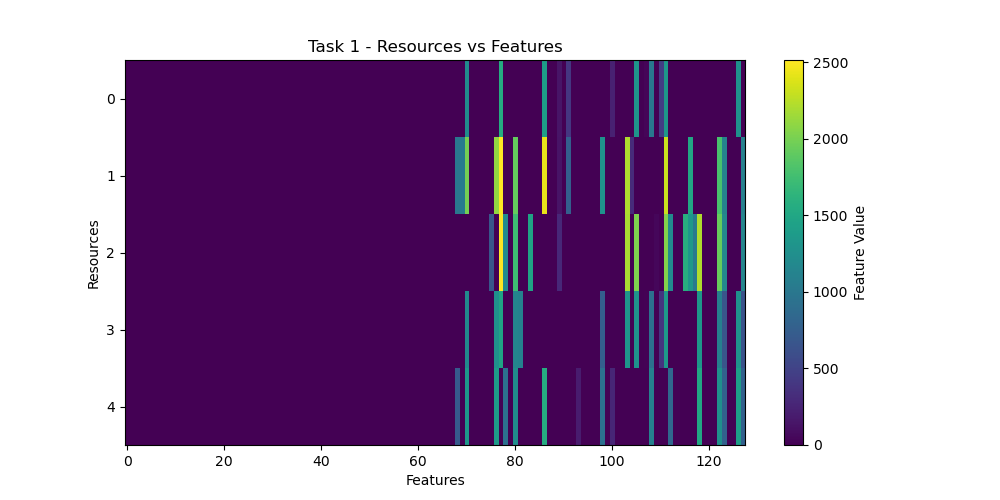 Task 1 - Resources vs Features
Resources
0
1
2
3
4
0 20 40 60 80 100 120
Features
2500
2000
1500
1000
500
0
Feature Value